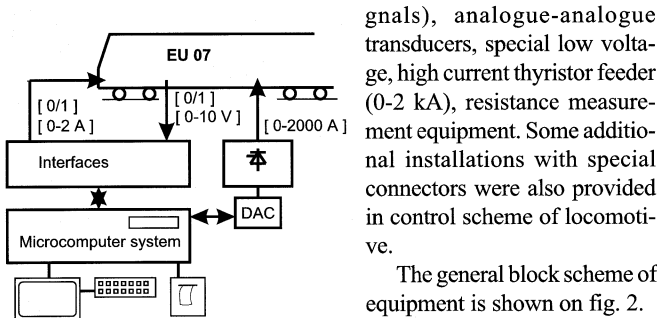 EU 07
[ 0/1 ]
[ 0-2 A ]
[ 0/1 ]
[ 0-10 V ]
[ 0-2000 A ]
Interfaces
DAC
Microcomputer system
gnals), analogue-analogue
transducers, special low volta-
ge, high current thyristor feeder
(0-2 kA), resistance measure-
ment equipment. Some additio-
nal installations with special
connectors were also provided
in control scheme of locomoti-
ve.
The general block scheme of
equipment is shown on fig. 2.